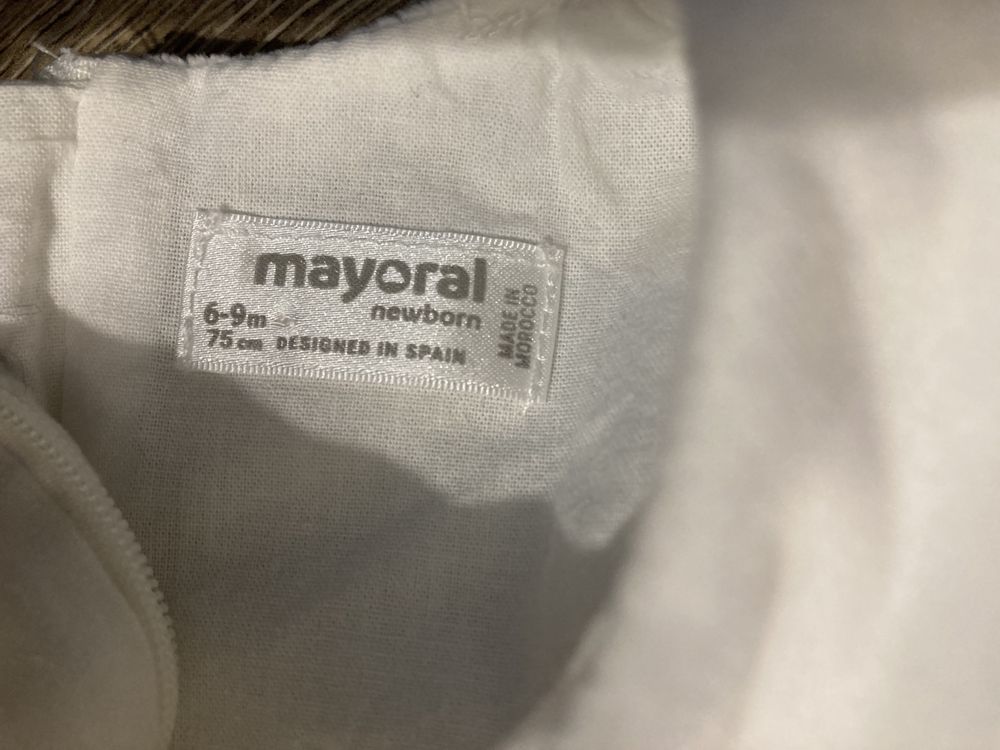 mayoral
newborn
6-9m
75 cm DESIGNED IN SPAIN
MADE IN
MOROCCO